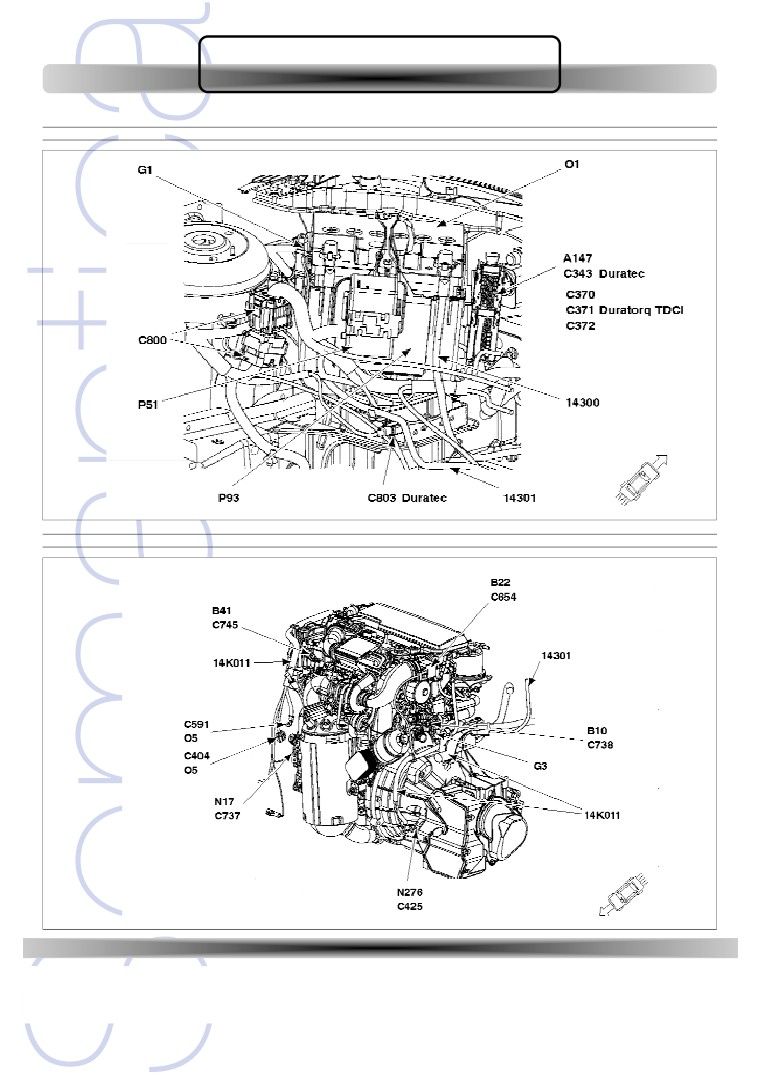 G1
O1
A147
C343 Duratec
C370
C371 Duratorq TDCI
C372
C800
P51
14300
P93
C803 Duratec
14301
B22
C654
B41
C745
14K011
14301
C591
O5
B10
C738
C404
O5
G3
N17
C737
14K011
N276
C425